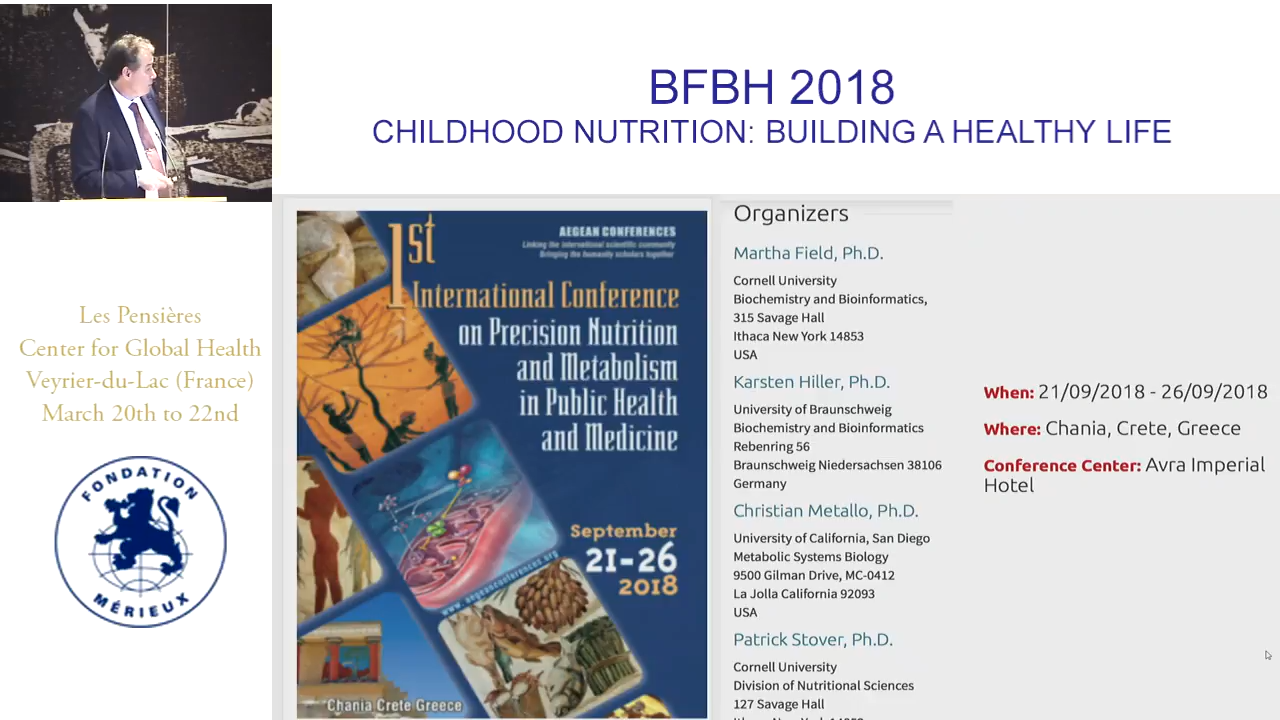 BFBH 2018
CHILDHOOD NUTRITION: BUILDING A HEALTHY LIFE
Les Pensières
Center for Global Health
Veyrier-du-Lac (France)
March 20th to 22nd
FONDATION
MÉRIEUX
AEGEAN CONFERENCES
Linking the international scientific community
Bringing the humanity scholars together
1st
International Conference
on Precision Nutrition
and Metabolism
in Public Health
and Medicine
September
21-26
2018
www.aegeanconferences.org
Chania Crete Greece
Organizers
Martha Field, Ph.D.
Cornell University
Biochemistry and Bioinformatics,
315 Savage Hall
Ithaca New York 14853
USA
Karsten Hiller, Ph.D.
University of Braunschweig
Biochemistry and Bioinformatics
Rebenring 56
Braunschweig Niedersachsen 38106
Germany
Christian Metallo, Ph.D.
University of California, San Diego
Metabolic Systems Biology
9500 Gilman Drive, MC-0412
La Jolla California 92093
USA
Patrick Stover, Ph.D.
Cornell University
Division of Nutritional Sciences
127 Savage Hall
When: 21/09/2018 - 26/09/2018
Where: Chania, Crete, Greece
Conference Center: Avra Imperial
Hotel